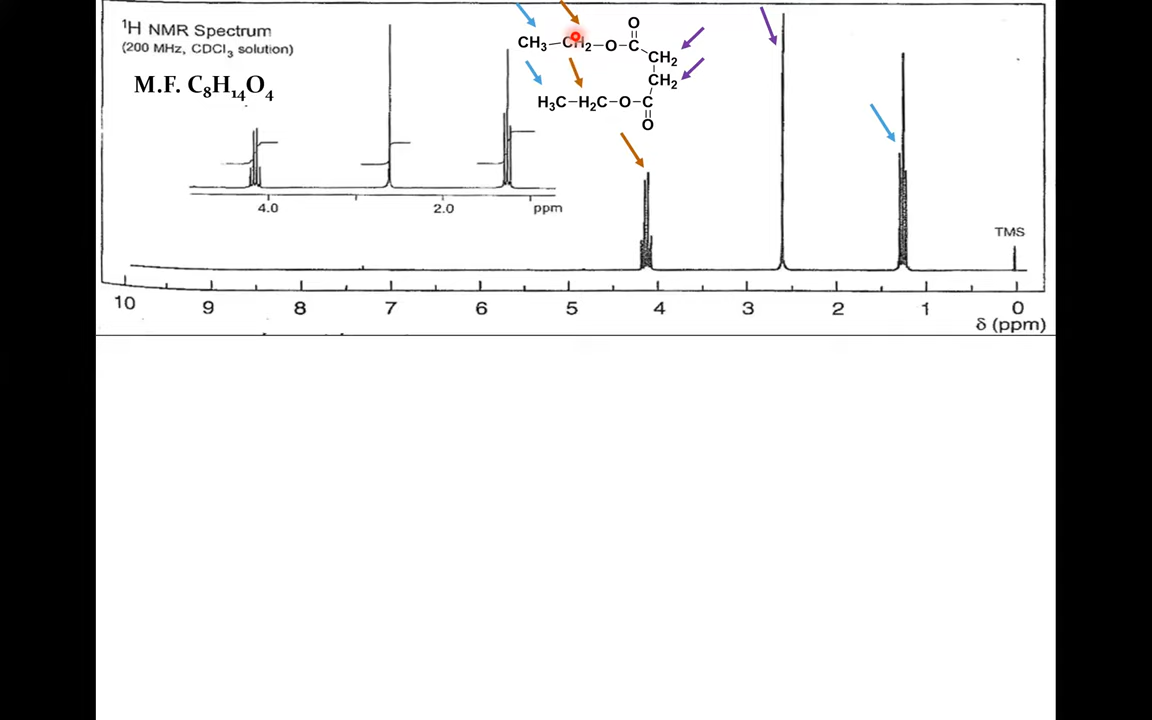 ¹H NMR Spectrum
(200 MHz, CDCl₃ solution)
M.F. C₈H₁₄O₄
O
CH₃–CH₂–O–C
CH₂
CH₂
H₃C–H₂C–O–C
O
4.0 2.0 ppm
TMS
10 9 8 7 6 5 4 3 2 1 0
δ (ppm)